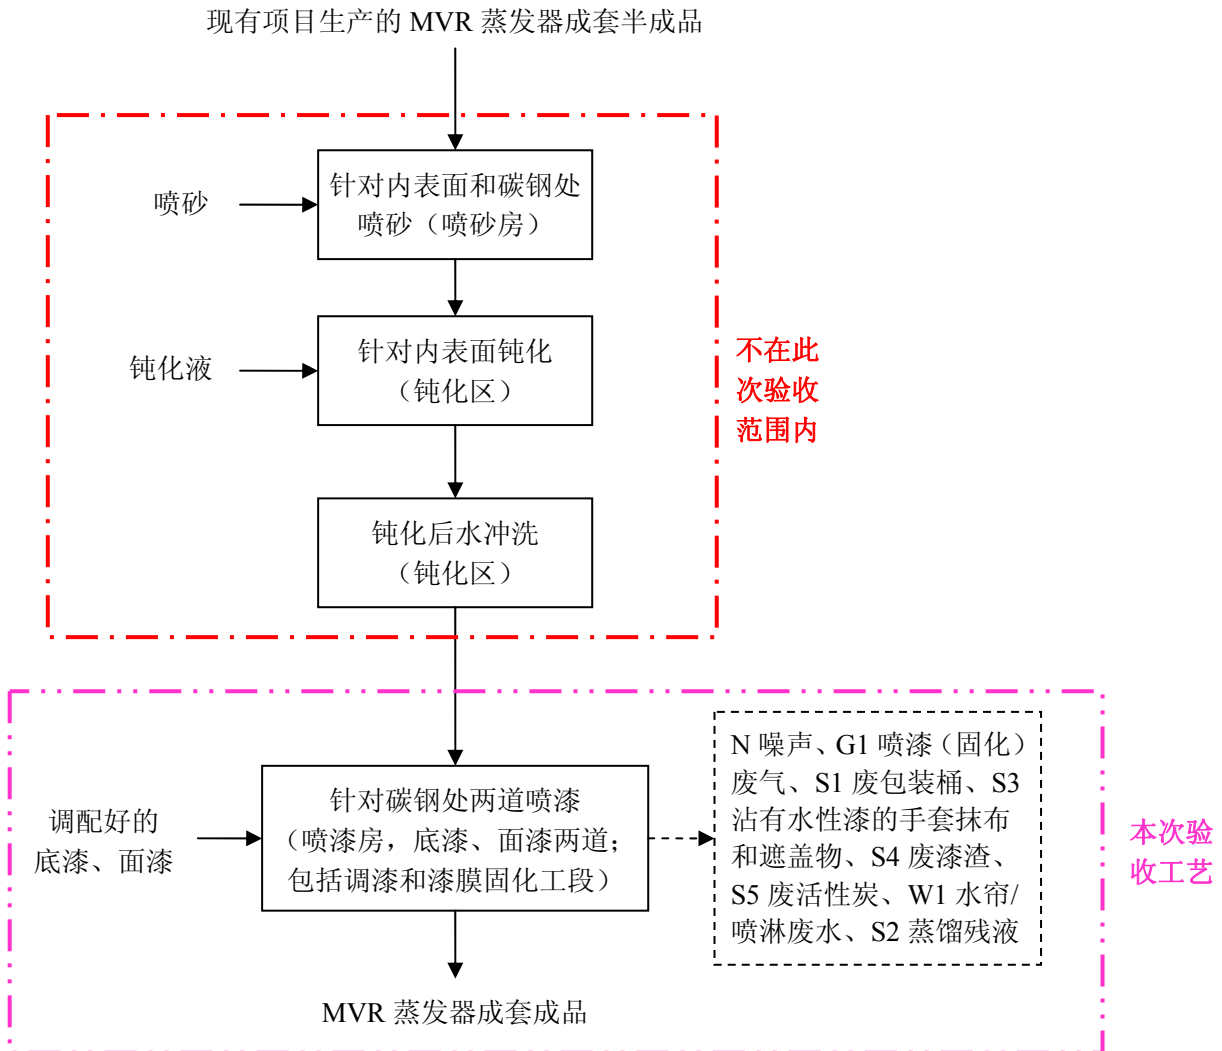 现有项目生产的 MVR 蒸发器成套半成品
喷砂
针对内表面和碳钢处
喷砂（喷砂房）
钝化液
针对内表面钝化
（钝化区）
不在此
次验收
范围内
钝化后水冲洗
（钝化区）
调配好的
底漆、面漆
针对碳钢处两道喷漆
（喷漆房，底漆、面漆两道；
包括调漆和漆膜固化工段）
N 噪声、G1 喷漆（固化）
废气、S1 废包装桶、S3
沾有水性漆的手套抹布
和遮盖物、S4 废漆渣、
S5 废活性炭、W1 水帘/
喷淋废水、S2 蒸馏残液
本次验
收工艺
MVR 蒸发器成套成品